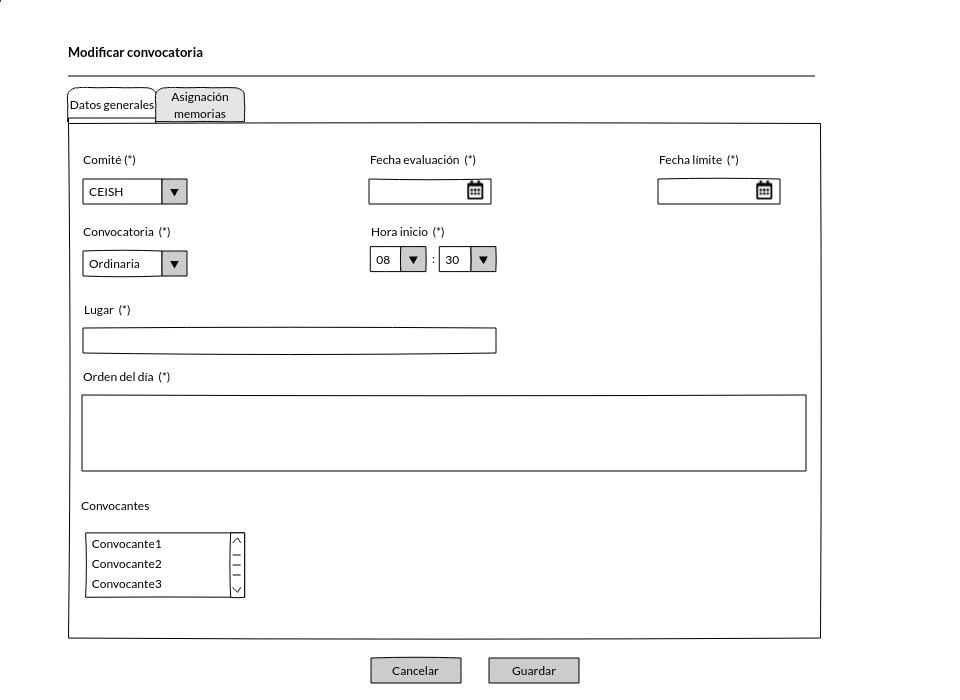 Modificar convocatoria
Datos generales
Asignación
memorias
Comité (*)
Fecha evaluación (*)
Fecha límite (*)
CEISH
Convocatoria (*)
Hora inicio (*)
Ordinaria
08 : 30
Lugar (*)
Orden del día (*)
Convocantes
Convocante1
Convocante2
Convocante3
Cancelar
Guardar